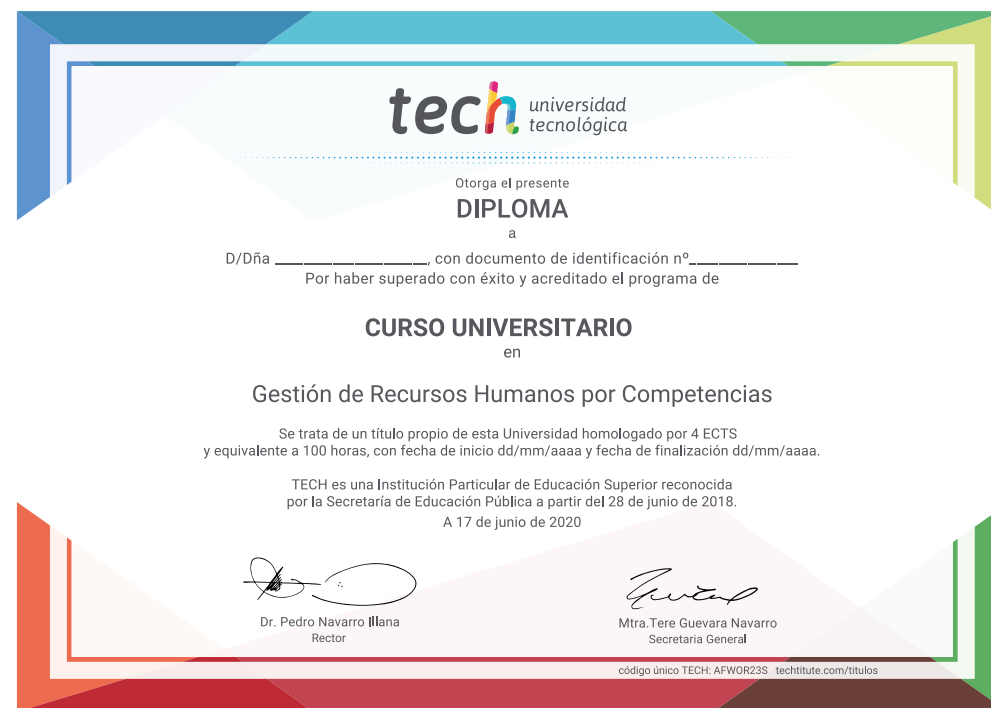 tech universidad
tecnológica
Otorga el presente
DIPLOMA
a
D/Dña ____________________, con documento de identificación nº______________
Por haber superado con éxito y acreditado el programa de
CURSO UNIVERSITARIO
en
Gestión de Recursos Humanos por Competencias
Se trata de un título propio de esta Universidad homologado por 4 ECTS
y equivalente a 100 horas, con fecha de inicio dd/mm/aaaa y fecha de finalización dd/mm/aaaa.
TECH es una Institución Particular de Educación Superior reconocida
por la Secretaría de Educación Pública a partir del 28 de junio de 2018.
A 17 de junio de 2020
Dr. Pedro Navarro Illana
Rector
Mtra.Tere Guevara Navarro
Secretaria General
código único TECH: AFWOR23S techtitute.com/titulos